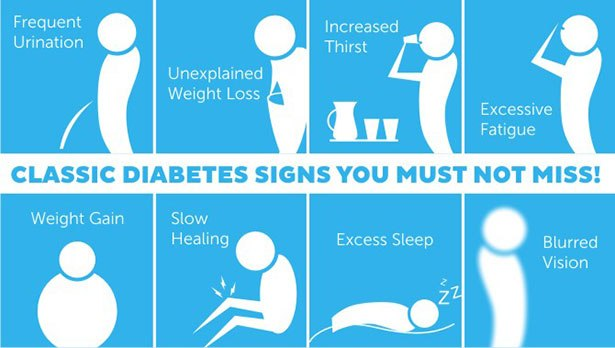 Frequent
Urination
Unexplained
Weight Loss
Increased
Thirst
Excessive
Fatigue
CLASSIC DIABETES SIGNS YOU MUST NOT MISS!
Weight Gain
Slow
Healing
Excess Sleep
zZZ
Blurred
Vision